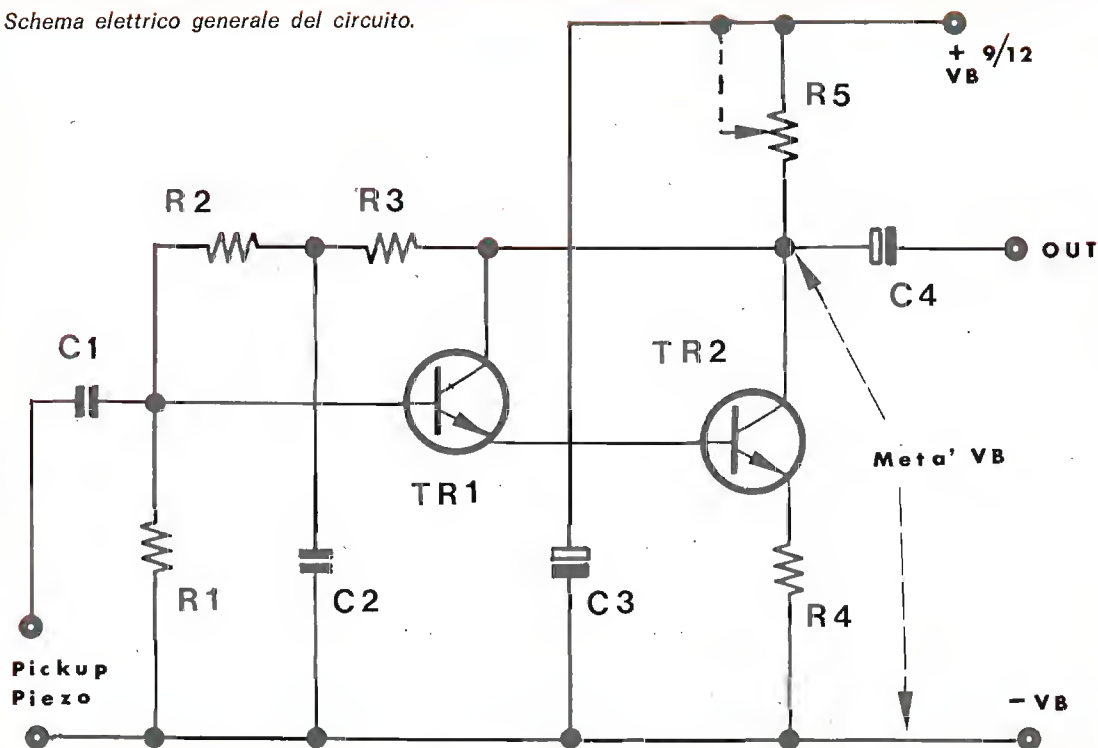 Schema elettrico generale del circuito.
+ 9/12
VB
R5
R2
R3
OUT
C4
C1
TR2
Meta' VB
TR1
R1
C2
C3
R4
Pickup
Piezo
- VB